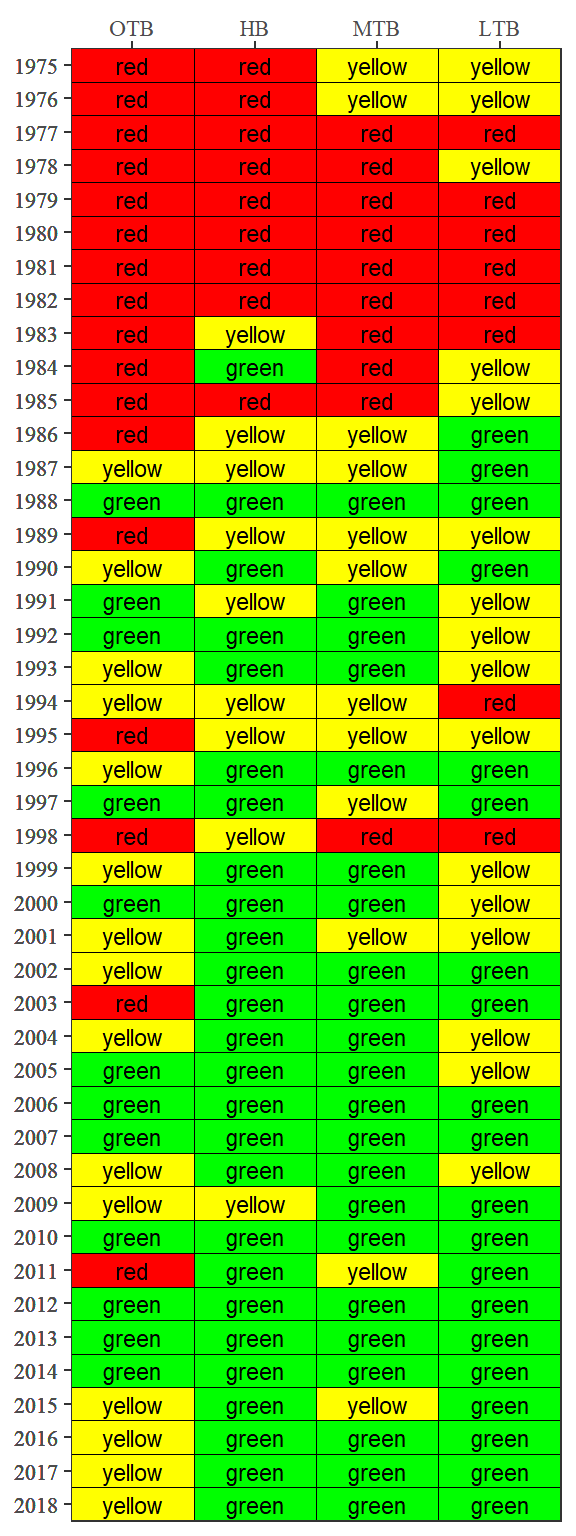 OTB HB MTB LTB
1975 red red yellow yellow
1976 red red yellow yellow
1977 red red red red
1978 red red red yellow
1979 red red red red
1980 red red red red
1981 red red red red
1982 red red red red
1983 red yellow red red
1984 red green red yellow
1985 red red red yellow
1986 red yellow yellow green
1987 yellow yellow yellow green
1988 green green green green
1989 red yellow yellow yellow
1990 yellow green yellow green
1991 green yellow green yellow
1992 green green green yellow
1993 yellow green green yellow
1994 yellow yellow yellow red
1995 red yellow yellow yellow
1996 yellow green green green
1997 green green yellow green
1998 red yellow red red
1999 yellow green green yellow
2000 green green green yellow
2001 yellow green yellow yellow
2002 yellow green green green
2003 red green green green
2004 yellow green green yellow
2005 green green green yellow
2006 green green green green
2007 green green green green
2008 yellow green green yellow
2009 yellow yellow green green
2010 green green green green
2011 red green yellow green
2012 green green green green
2013 green green green green
2014 green green green green
2015 yellow green yellow green
2016 yellow green green green
2017 yellow green green green
2018 yellow green green green